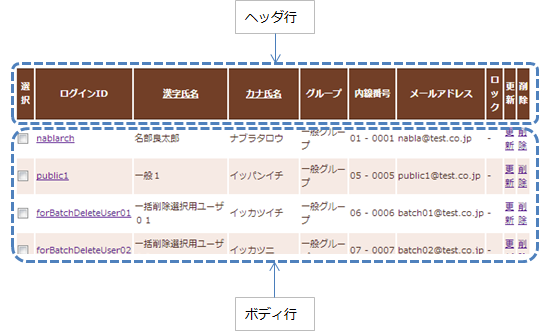 ヘッダ行
選択 ログインID 漢字氏名 カナ氏名 グループ 内線番号 メールアドレス ロック 更新 削除
nablarch 名部良太郎 ナブラタロウ 一般グループ 01 - 0001 nabla@test.co.jp - 更新 削除
public1 一般１ イッパンイチ 一般グループ 05 - 0005 public1@test.co.jp - 更新 削除
forBatchDeleteUser01 一括削除選択用ユーザ０１ イッカツイチ 一般グループ 06 - 0006 batch01@test.co.jp - 更新 削除
forBatchDeleteUser02 一括削除選択用ユーザ イッカツニ 一般グループ 07 - 0007 batch02@test.co.jp - 更新 削除
ボディ行